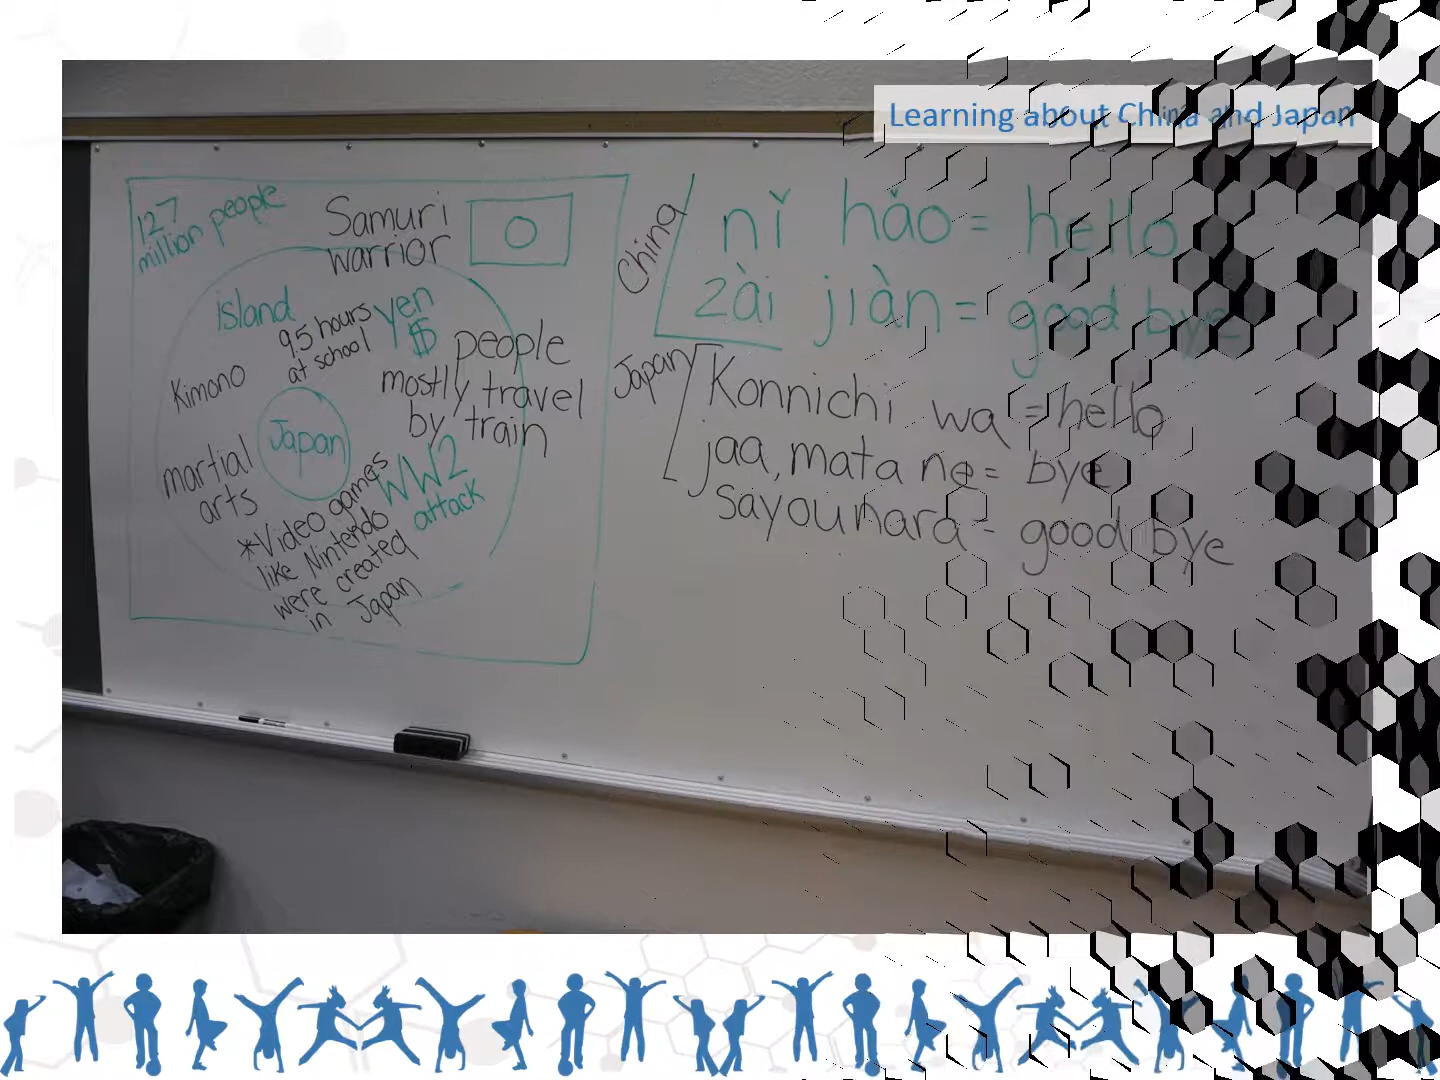 Learning about China and Japan
127
million people
Samuri
warrior
island
9.5 hours
at school
yen
$
people
mostly travel
by train
Kimono
Japan
martial
arts
WW2
attack
*Video games
like Nintendo
were created
in Japan
China
nǐ hǎo = hello
zài jiàn = good bye
Japan
Konnichi wa = hello
jaa, mata ne = bye
sayounara - good bye